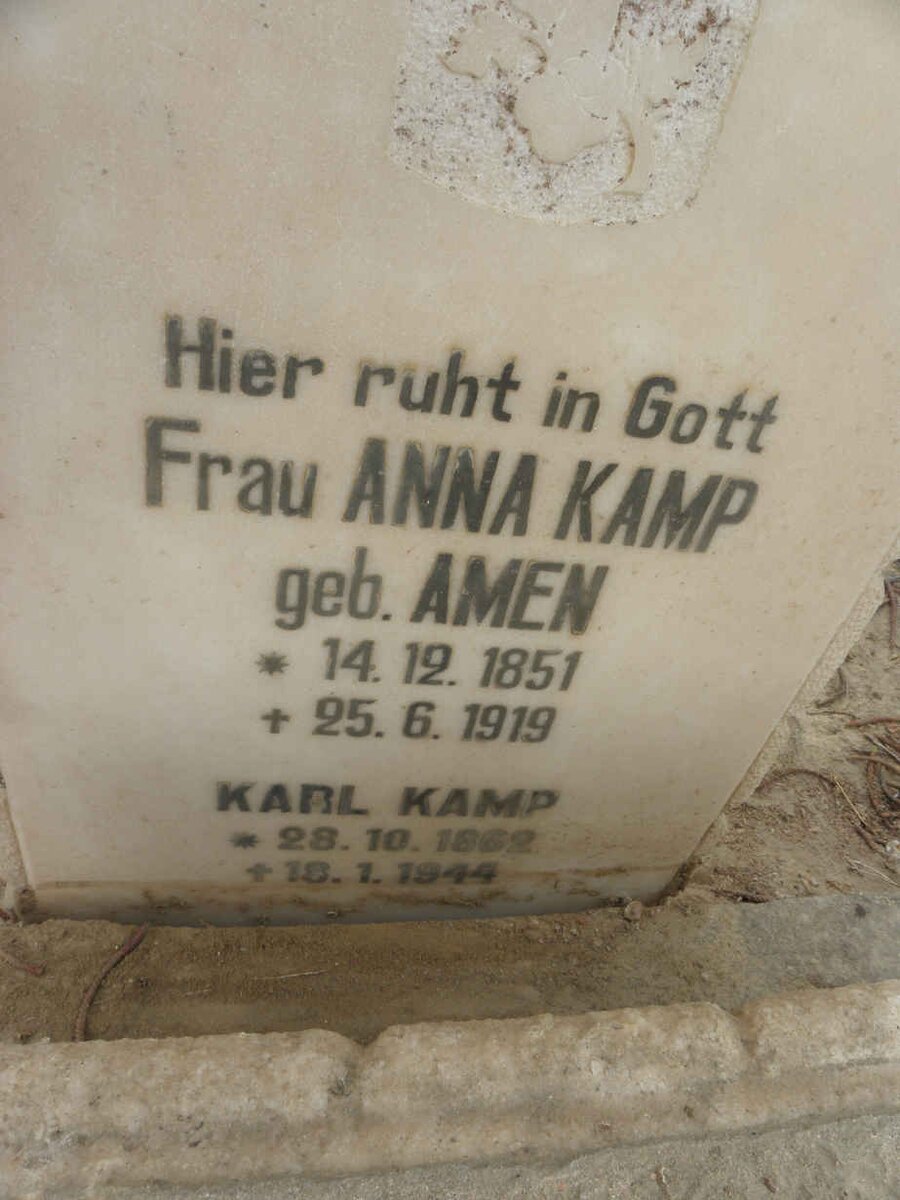 Hier ruht in Gott
Frau ANNA KAMP
geb. AMEN
* 14. 12. 1851
+ 25. 6. 1919
KARL KAMP
* 28. 10. 1862
+ 18. 1. 1944